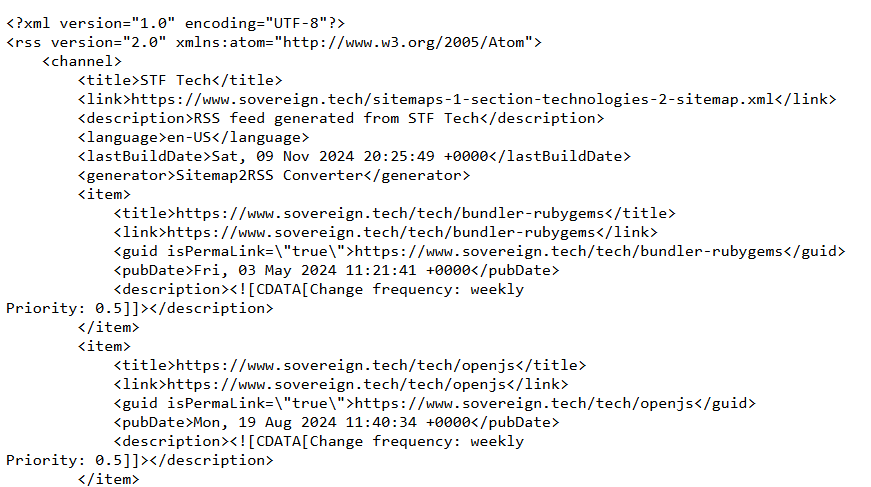 <?xml version="1.0" encoding="UTF-8"?>
<rss version="2.0" xmlns:atom="http://www.w3.org/2005/Atom">
    <channel>
        <title>STF Tech</title>
        <link>https://www.sovereign.tech/sitemaps-1-section-technologies-2-sitemap.xml</link>
        <description>RSS feed generated from STF Tech</description>
        <language>en-US</language>
        <lastBuildDate>Sat, 09 Nov 2024 20:25:49 +0000</lastBuildDate>
        <generator>Sitemap2RSS Converter</generator>
        <item>
            <title>https://www.sovereign.tech/tech/bundler-rubygems</title>
            <link>https://www.sovereign.tech/tech/bundler-rubygems</link>
            <guid isPermaLink=\"true\">https://www.sovereign.tech/tech/bundler-rubygems</guid>
            <pubDate>Fri, 03 May 2024 11:21:41 +0000</pubDate>
            <description><![CDATA[Change frequency: weekly
Priority: 0.5]]></description>
        </item>
        <item>
            <title>https://www.sovereign.tech/tech/openjs</title>
            <link>https://www.sovereign.tech/tech/openjs</link>
            <guid isPermaLink=\"true\">https://www.sovereign.tech/tech/openjs</guid>
            <pubDate>Mon, 19 Aug 2024 11:40:34 +0000</pubDate>
            <description><![CDATA[Change frequency: weekly
Priority: 0.5]]></description>
        </item>